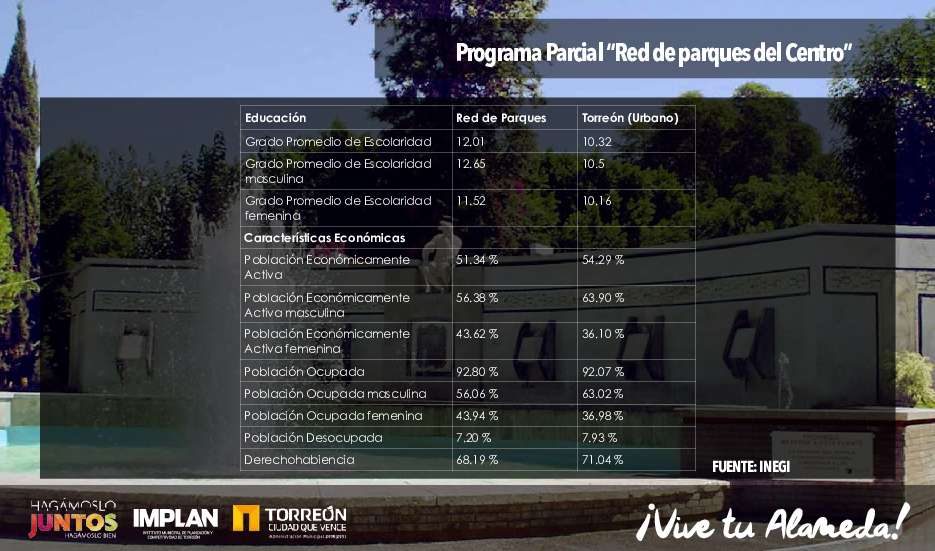 Programa Parcial "Red de parques del Centro"
Educación Red de Parques Torreón (Urbano)
Grado Promedio de Escolaridad 12.01 10.32
Grado Promedio de Escolaridad masculina 12.65 10.5
Grado Promedio de Escolaridad femenina 11.52 10.16
Características Económicas
Población Económicamente Activa 51.34 % 54.29 %
Población Económicamente Activa masculina 56.38 % 63.90 %
Población Económicamente Activa femenina 43.62 % 36.10 %
Población Ocupada 92.80 % 92.07 %
Población Ocupada masculina 56.06 % 63.02 %
Población Ocupada femenina 43.94 % 36.98 %
Población Desocupada 7.20 % 7.93 %
Derechohabiencia 68.19 % 71.04 %
FUENTE: INEGI
HAGÁMOSLO
JUNTOS
HAGÁMOSLO BIEN
IMPLAN
INSTITUTO MUNICIPAL DE PLANEACIÓN Y
COMPETITIVIDAD DE TORREÓN
TORREÓN
CIUDAD QUE VENCE
Administración Municipal
¡Vive tu Alameda!